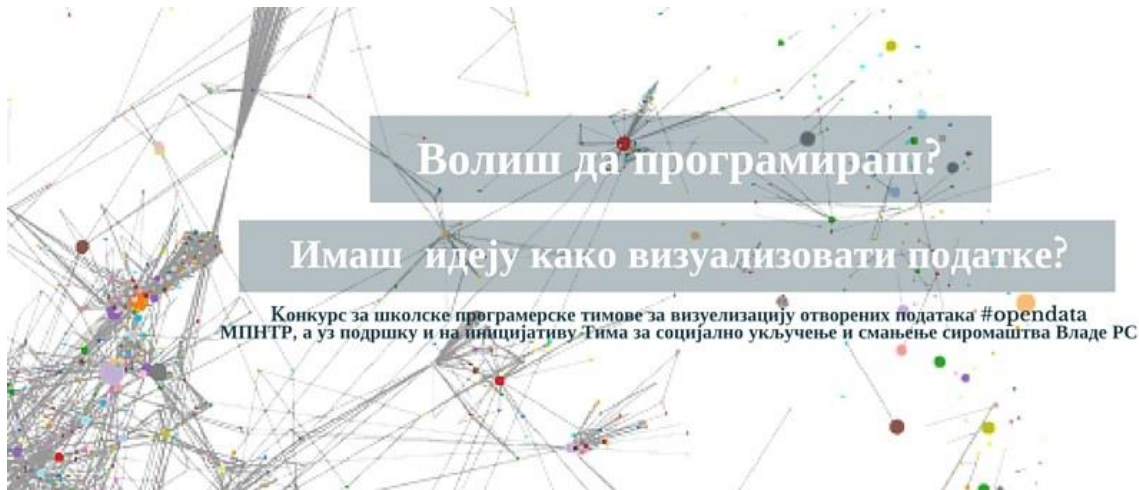 Волиш да програмираш?
Имаш идеју како визуализовати податке?
Конкурс за школске програмерске тимове за визуелизацију отворених података #opendata
МПНТР, а уз подршку и на иницијативу Тима за социјално укључење и смањење сиромаштва Владе РС